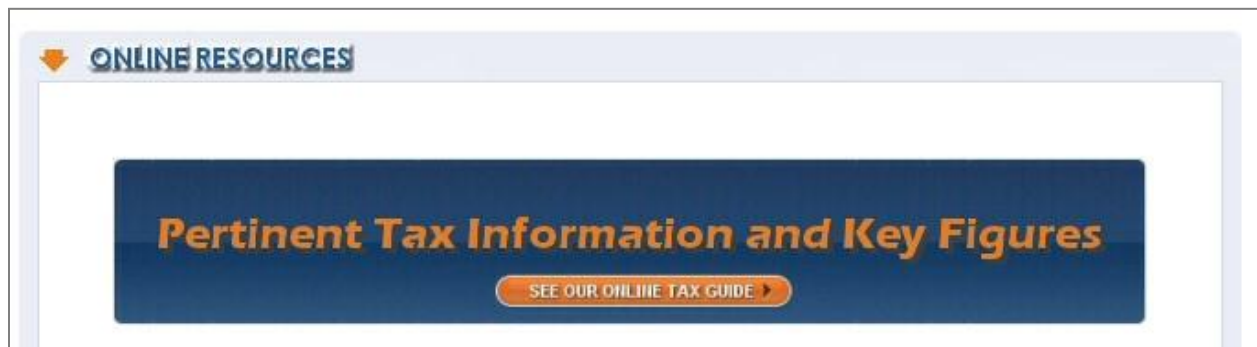 ONLINE RESOURCES
Pertinent Tax Information and Key Figures
SEE OUR ONLINE TAX GUIDE